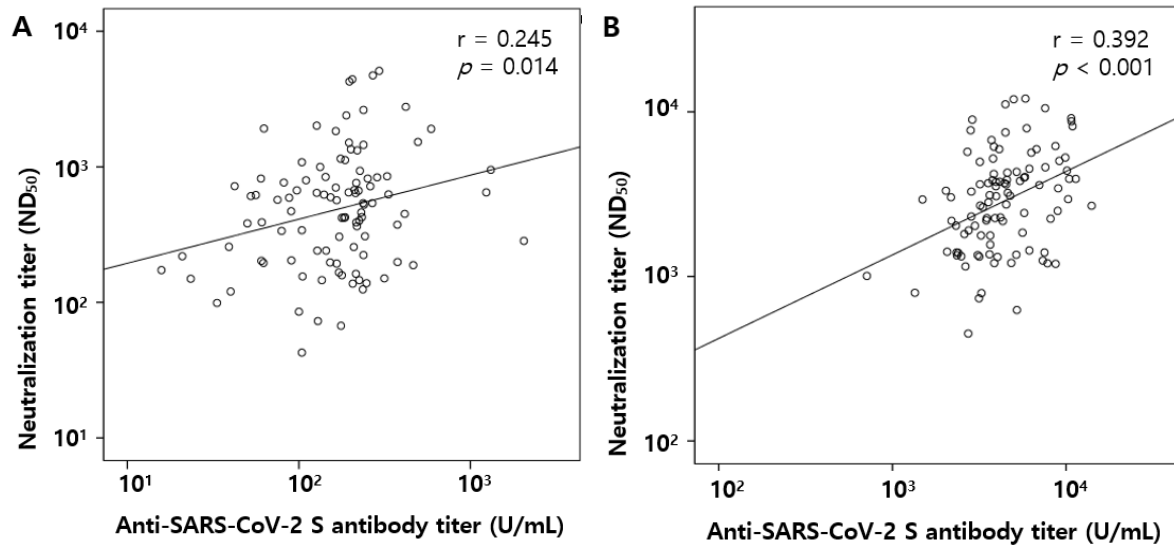 A
r = 0.245
p = 0.014
10⁴
10³
10²
10¹
Neutralization titer (ND₅₀)
10¹
10²
10³
Anti-SARS-CoV-2 S antibody titer (U/mL)
B
r = 0.392
p < 0.001
10⁴
10³
10²
Neutralization titer (ND₅₀)
10²
10³
10⁴
Anti-SARS-CoV-2 S antibody titer (U/mL)